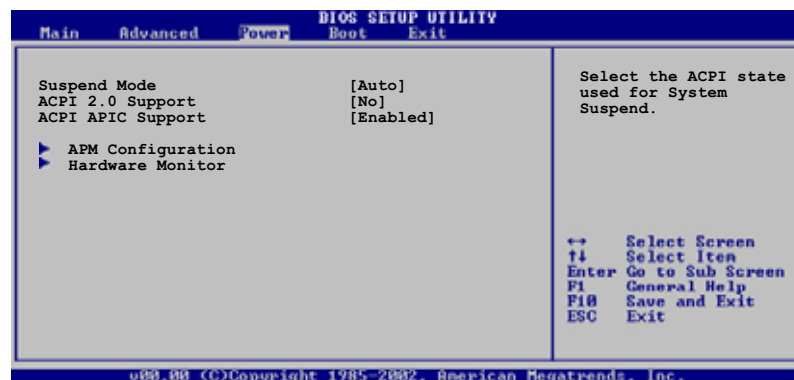 BIOS SETUP UTILITY
Main Advanced Power Boot Exit
Suspend Mode [Auto]
ACPI 2.0 Support [No]
ACPI APIC Support [Enabled]
APM Configuration
Hardware Monitor
Select the ACPI state
used for System
Suspend.
↔ Select Screen
↑↓ Select Item
Enter Go to Sub Screen
F1 General Help
F10 Save and Exit
ESC Exit
v00.00 (C)Copyright 1985-2002, American Megatrends, Inc.